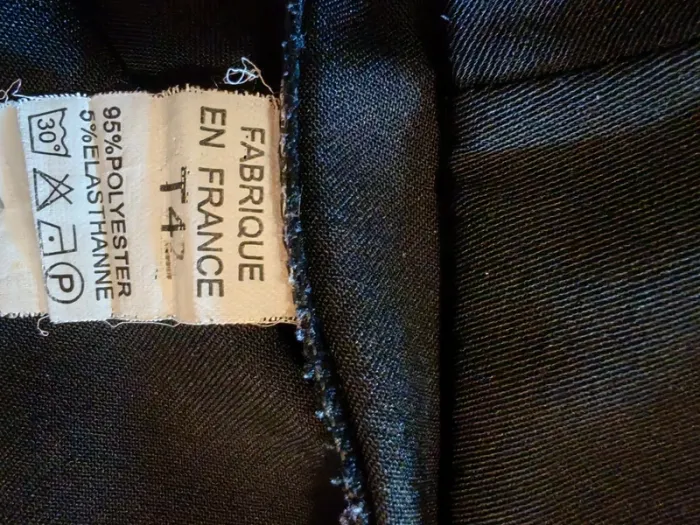 FABRIQUE
EN FRANCE
T42
95%POLYESTER
5%ELASTHANNE
30°
P